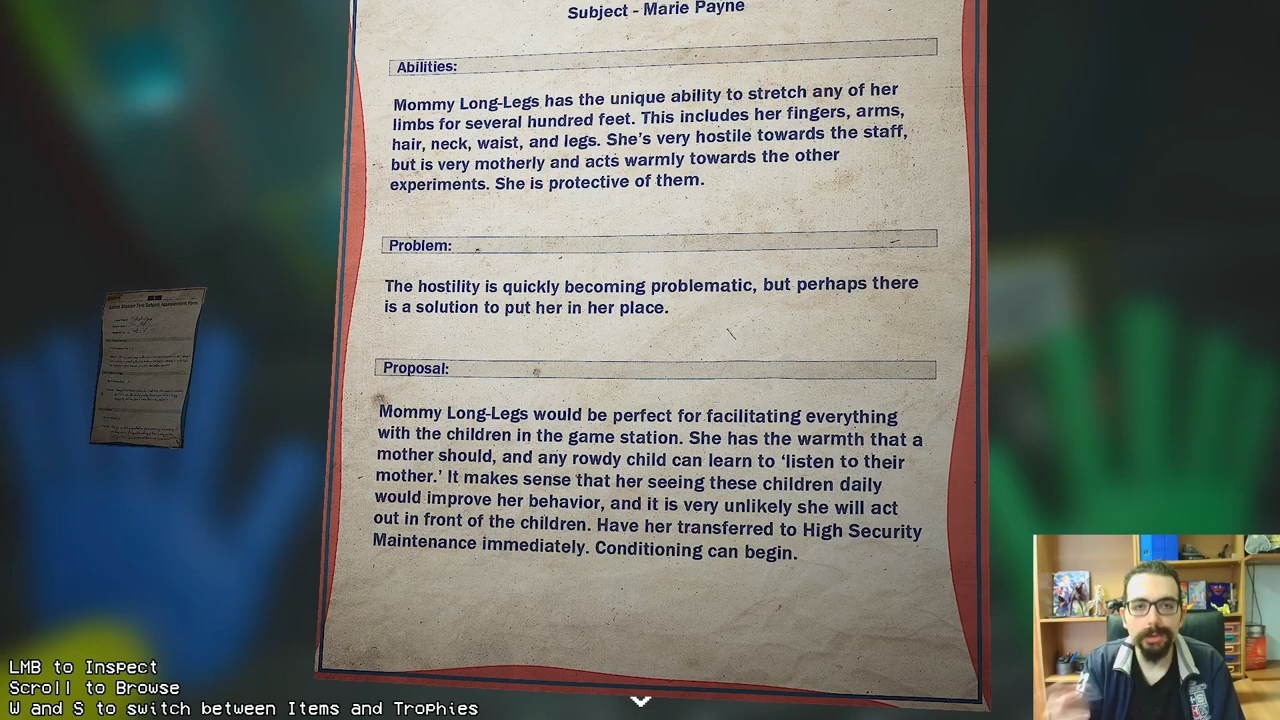 Subject - Marie Payne
Abilities:
Mommy Long-Legs has the unique ability to stretch any of her
limbs for several hundred feet. This includes her fingers, arms,
hair, neck, waist, and legs. She's very hostile towards the staff,
but is very motherly and acts warmly towards the other
experiments. She is protective of them.
Problem:
The hostility is quickly becoming problematic, but perhaps there
is a solution to put her in her place.
Proposal:
Mommy Long-Legs would be perfect for facilitating everything
with the children in the game station. She has the warmth that a
mother should, and any rowdy child can learn to ‘listen to their
mother.’ It makes sense that her seeing these children daily
would improve her behavior, and it is very unlikely she will act
out in front of the children. Have her transferred to High Security
Maintenance immediately. Conditioning can begin.
LMB to Inspect
Scroll to Browse
W and S to switch between Items and Trophies